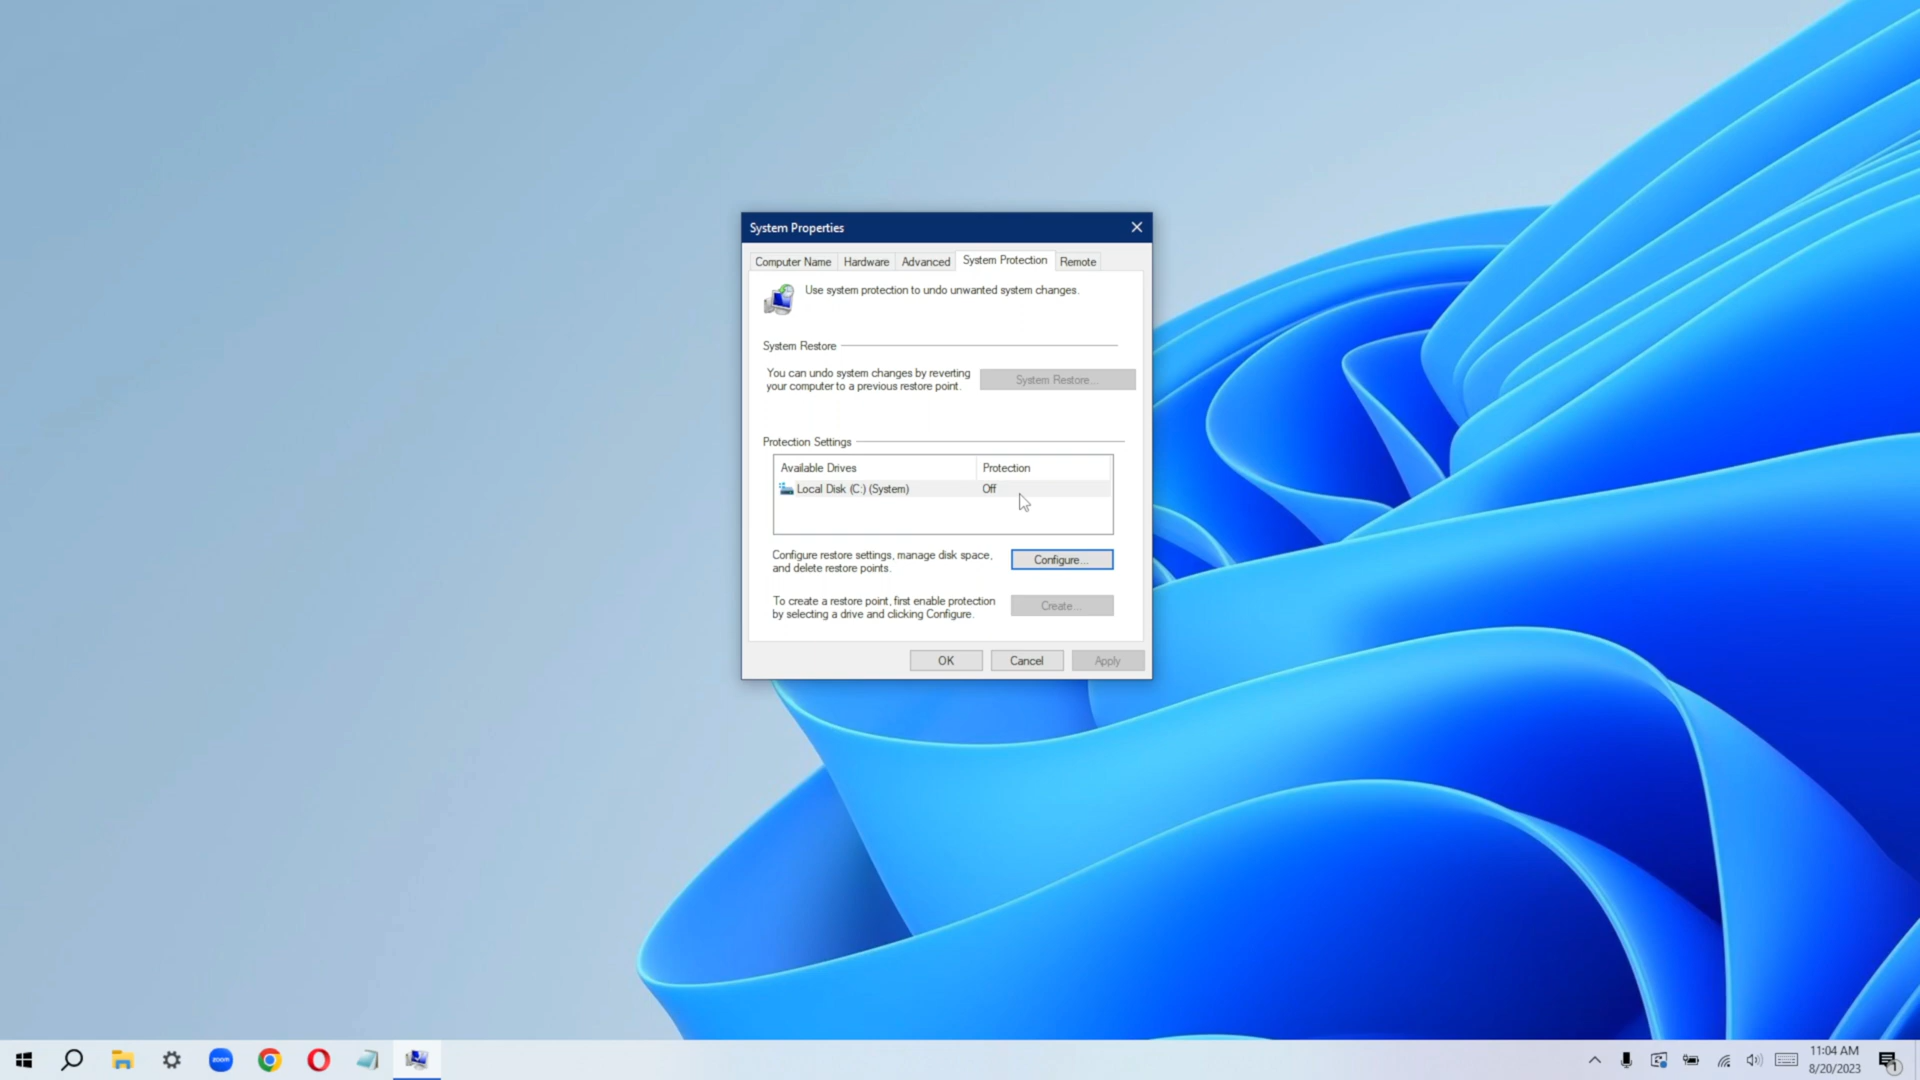 System Properties
Computer Name
Hardware
Advanced
System Protection
Remote
Use system protection to undo unwanted system changes.
System Restore
You can undo system changes by reverting
your computer to a previous restore point.
System Restore...
Protection Settings
Available Drives
Protection
Local Disk (C:) (System)
Off
Configure restore settings, manage disk space,
and delete restore points.
Configure...
To create a restore point, first enable protection
by selecting a drive and clicking Configure.
Create...
OK
Cancel
Apply
zoom
11:04 AM
8/20/2023
1